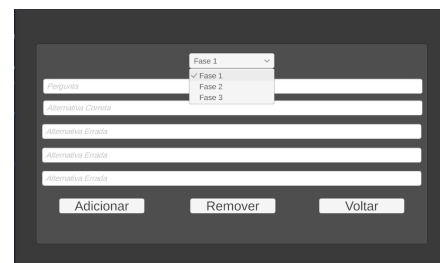 Fase 1
✓ Fase 1
Fase 2
Fase 3
Pergunta
Alternativa Correta
Alternativa Errada
Alternativa Errada
Alternativa Errada
Adicionar Remover Voltar